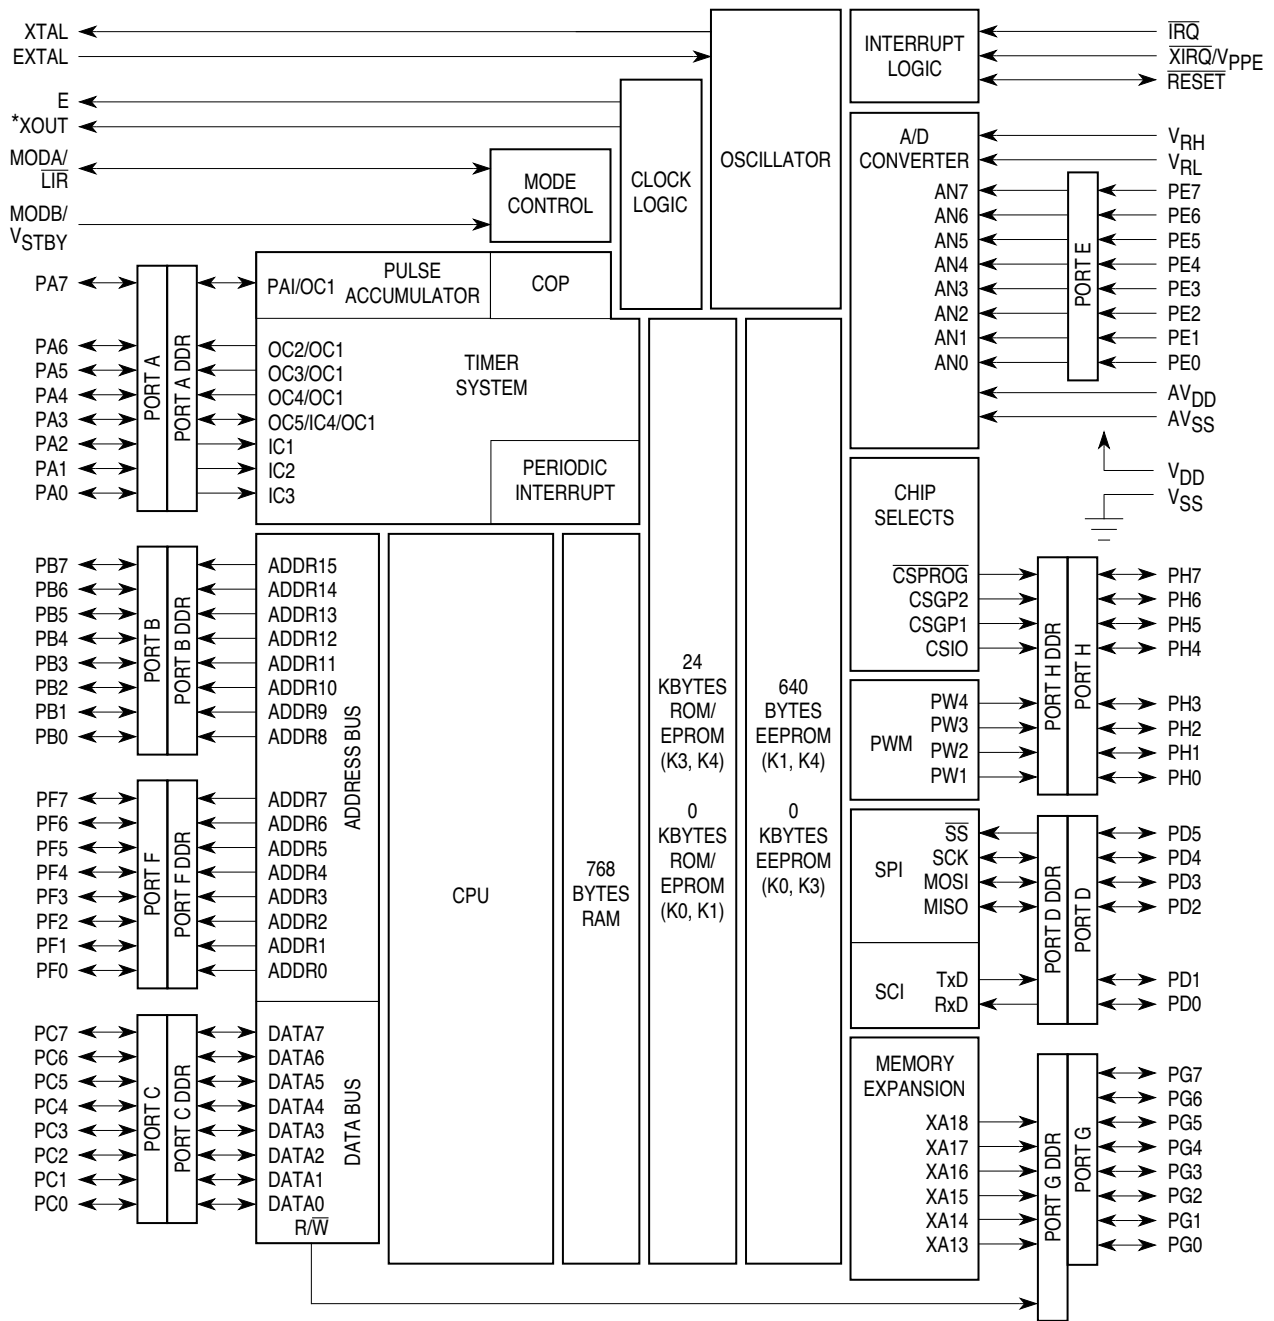 XTAL
EXTAL
E
*XOUT
MODA/
LIR
MODB/
VSTBY
MODE
CONTROL
CLOCK
LOGIC
OSCILLATOR
INTERRUPT
LOGIC
IRQ
XIRQ/VPPE
RESET
A/D
CONVERTER
VRH
VRL
AN7
AN6
AN5
AN4
AN3
AN2
AN1
AN0
PORT E
PE7
PE6
PE5
PE4
PE3
PE2
PE1
PE0
AVDD
AVSS
VDD
VSS
PA7
PA6
PA5
PA4
PA3
PA2
PA1
PA0
PORT A
PORT A DDR
PAI/OC1
PULSE
ACCUMULATOR
COP
OC2/OC1
OC3/OC1
OC4/OC1
OC5/IC4/OC1
IC1
IC2
IC3
TIMER
SYSTEM
PERIODIC
INTERRUPT
PB7
PB6
PB5
PB4
PB3
PB2
PB1
PB0
PORT B
PORT B DDR
ADDR15
ADDR14
ADDR13
ADDR12
ADDR11
ADDR10
ADDR9
ADDR8
ADDRESS BUS
PF7
PF6
PF5
PF4
PF3
PF2
PF1
PF0
PORT F
PORT F DDR
ADDR7
ADDR6
ADDR5
ADDR4
ADDR3
ADDR2
ADDR1
ADDR0
PC7
PC6
PC5
PC4
PC3
PC2
PC1
PC0
PORT C
PORT C DDR
DATA7
DATA6
DATA5
DATA4
DATA3
DATA2
DATA1
DATA0
R/W
DATA BUS
CPU
768
BYTES
RAM
24
KBYTES
ROM/
EPROM
(K3, K4)
0
KBYTES
ROM/
EPROM
(K0, K1)
640
BYTES
EEPROM
(K1, K4)
0
KBYTES
EEPROM
(K0, K3)
CHIP
SELECTS
CSPROG
CSGP2
CSGP1
CSIO
PWM
PW4
PW3
PW2
PW1
PORT H DDR
PORT H
PH7
PH6
PH5
PH4
PH3
PH2
PH1
PH0
SPI
SS
SCK
MOSI
MISO
SCI
TxD
RxD
PORT D DDR
PORT D
PD5
PD4
PD3
PD2
PD1
PD0
MEMORY
EXPANSION
XA18
XA17
XA16
XA15
XA14
XA13
PORT G DDR
PORT G
PG7
PG6
PG5
PG4
PG3
PG2
PG1
PG0